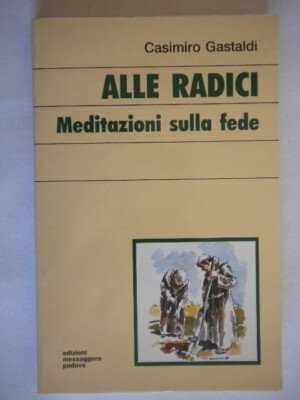 Casimiro Gastaldi
ALLE RADICI
Meditazioni sulla fede
edizioni
messaggero
padova